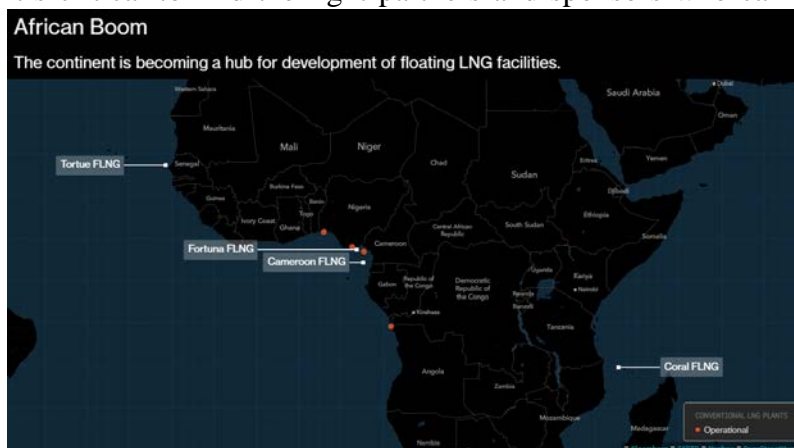 African Boom
The continent is becoming a hub for development of floating LNG facilities.
Western Sahara
Dubai
Saudi Arabia
Oman
Mauritania
Mali
Niger
Chad
Sudan
Eritrea
Yemen
Tortue FLNG
Senegal
Burkina Faso
Djibouti
Guinea
Benin
Togo
Nigeria
Ivory Coast
Ghana
Ethiopia
Central African
Republic
South Sudan
Somalia
Fortuna FLNG
Cameroon
Cameroon FLNG
Uganda
Kenya
Gabon
Republic of
the Congo
Democratic
Republic of
the Congo
Rwanda
Nairobi
Burundi
Kinshasa
Tanzania
Coral FLNG
Angola
Zambia
Mozambique
Madagascar
Namibia
CONVENTIONAL LNG PLANTS
Operational